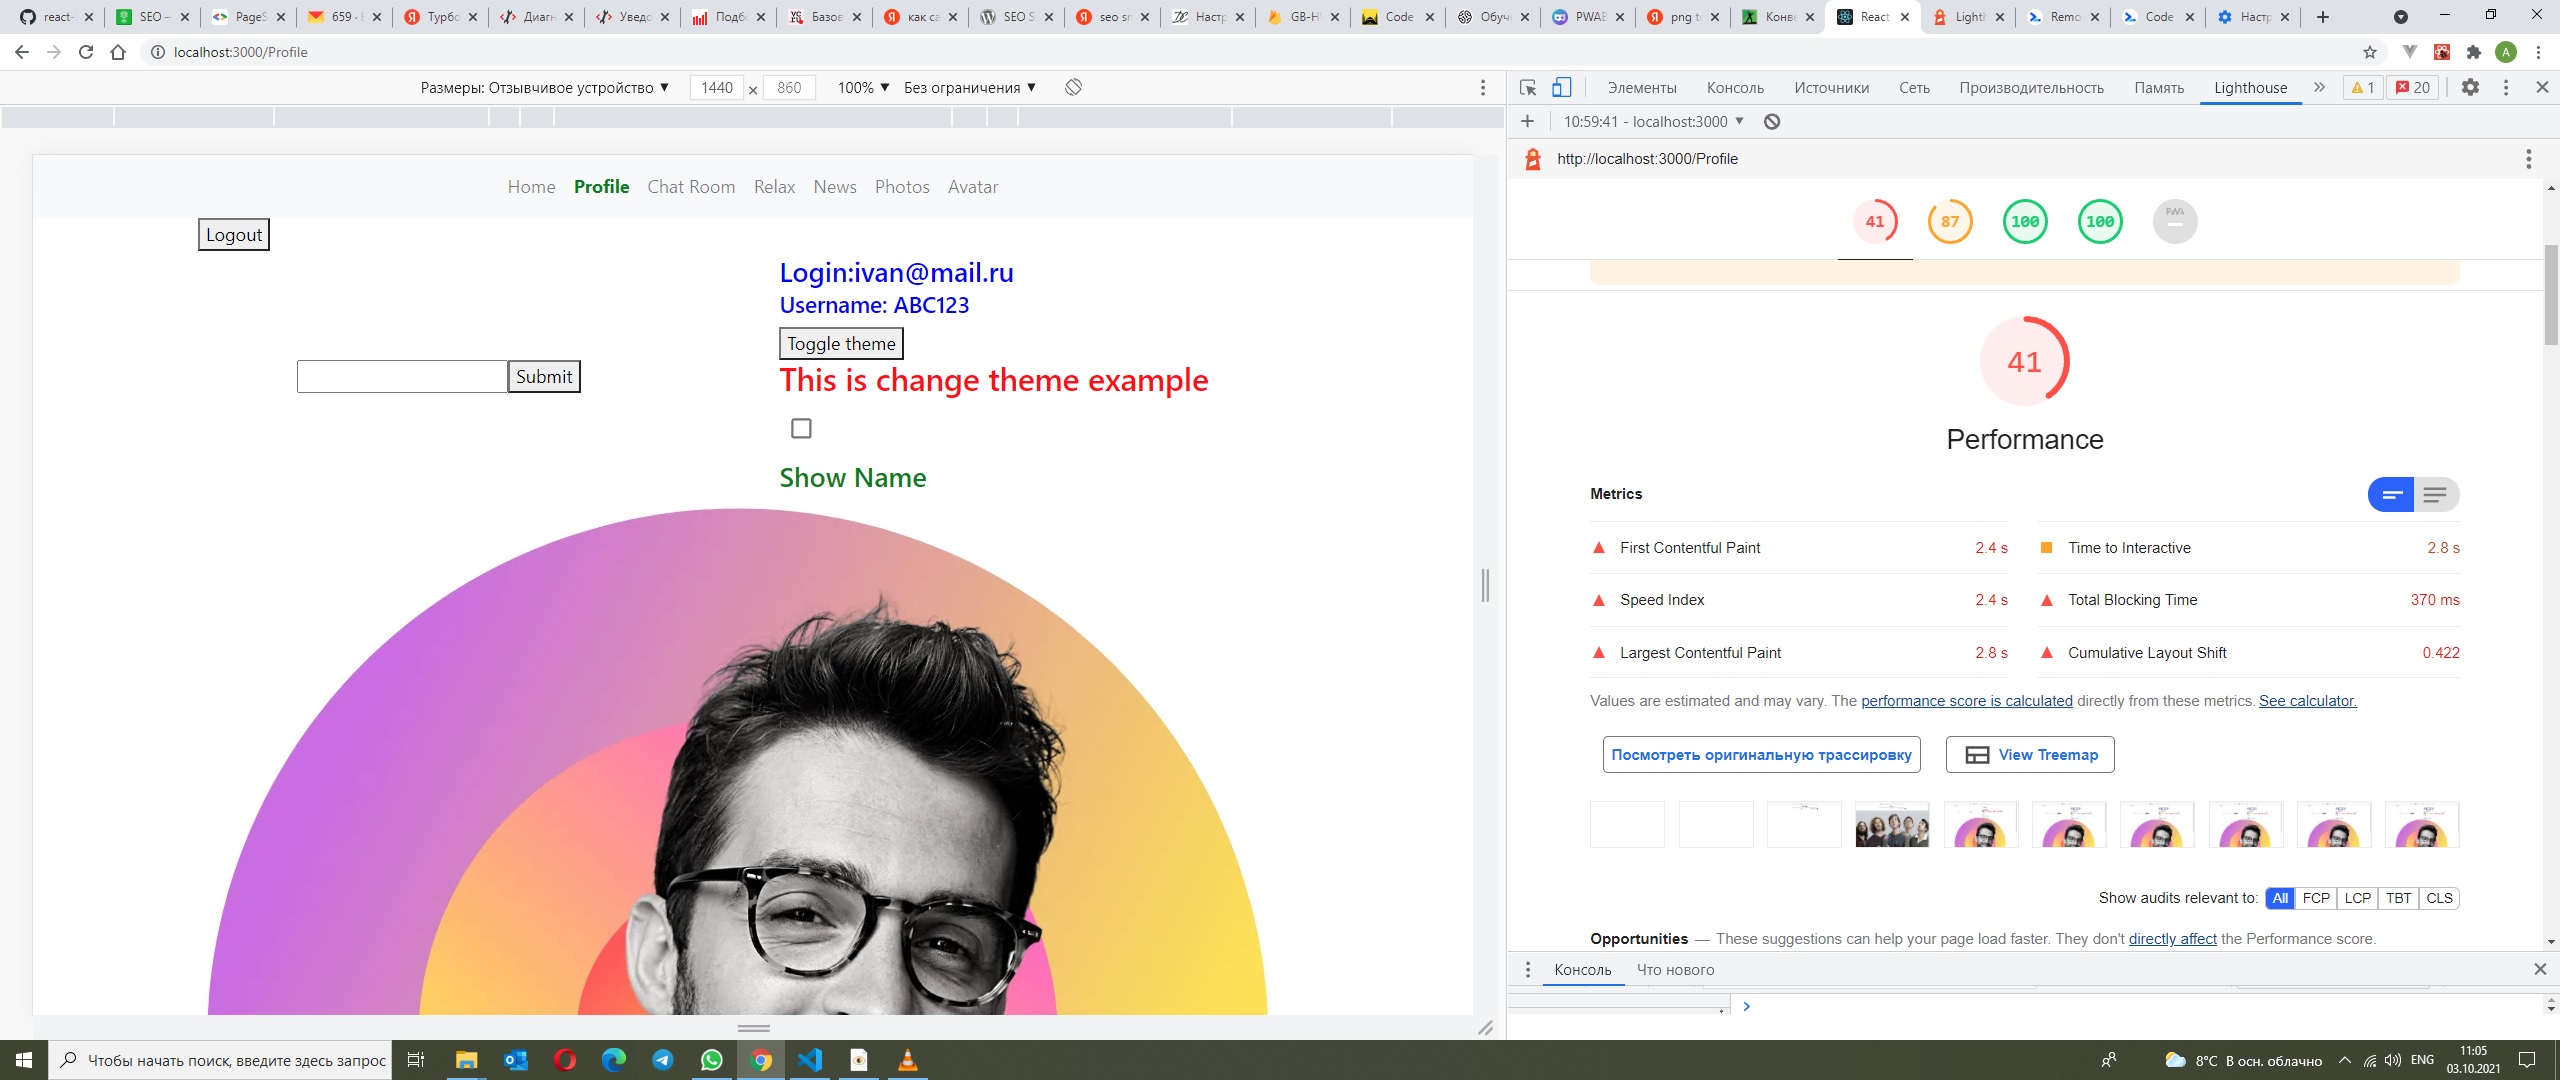 react-
SEO –
PageS
659 ·
Турбо
Диагн
Уведо
Подбо
Базов
как са
SEO S
seo sm
Настр
GB-H
Code
Обуч
PWAB
png to
Конве
React
Lighth
Remo
Code
Настр
localhost:3000/Profile
Размеры: Отзывчивое устройство ▼ 1440 × 860 100% ▼ Без ограничения ▼
Элементы Консоль Источники Сеть Производительность Память Lighthouse » 1 20
10:59:41 - localhost:3000 ▼
http://localhost:3000/Profile
41 87 100 100 PWA
Home Profile Chat Room Relax News Photos Avatar
Logout
Login:ivan@mail.ru
Username: ABC123
Toggle theme
Submit
This is change theme example
Show Name
41
Performance
Metrics
First Contentful Paint 2.4 s
Time to Interactive 2.8 s
Speed Index 2.4 s
Total Blocking Time 370 ms
Largest Contentful Paint 2.8 s
Cumulative Layout Shift 0.422
Values are estimated and may vary. The performance score is calculated directly from these metrics. See calculator.
Посмотреть оригинальную трассировку
View Treemap
Show audits relevant to: All FCP LCP TBT CLS
Opportunities — These suggestions can help your page load faster. They don't directly affect the Performance score.
Консоль Что нового
Чтобы начать поиск, введите здесь запрос
8°C В осн. облачно ENG
11:05
03.10.2021